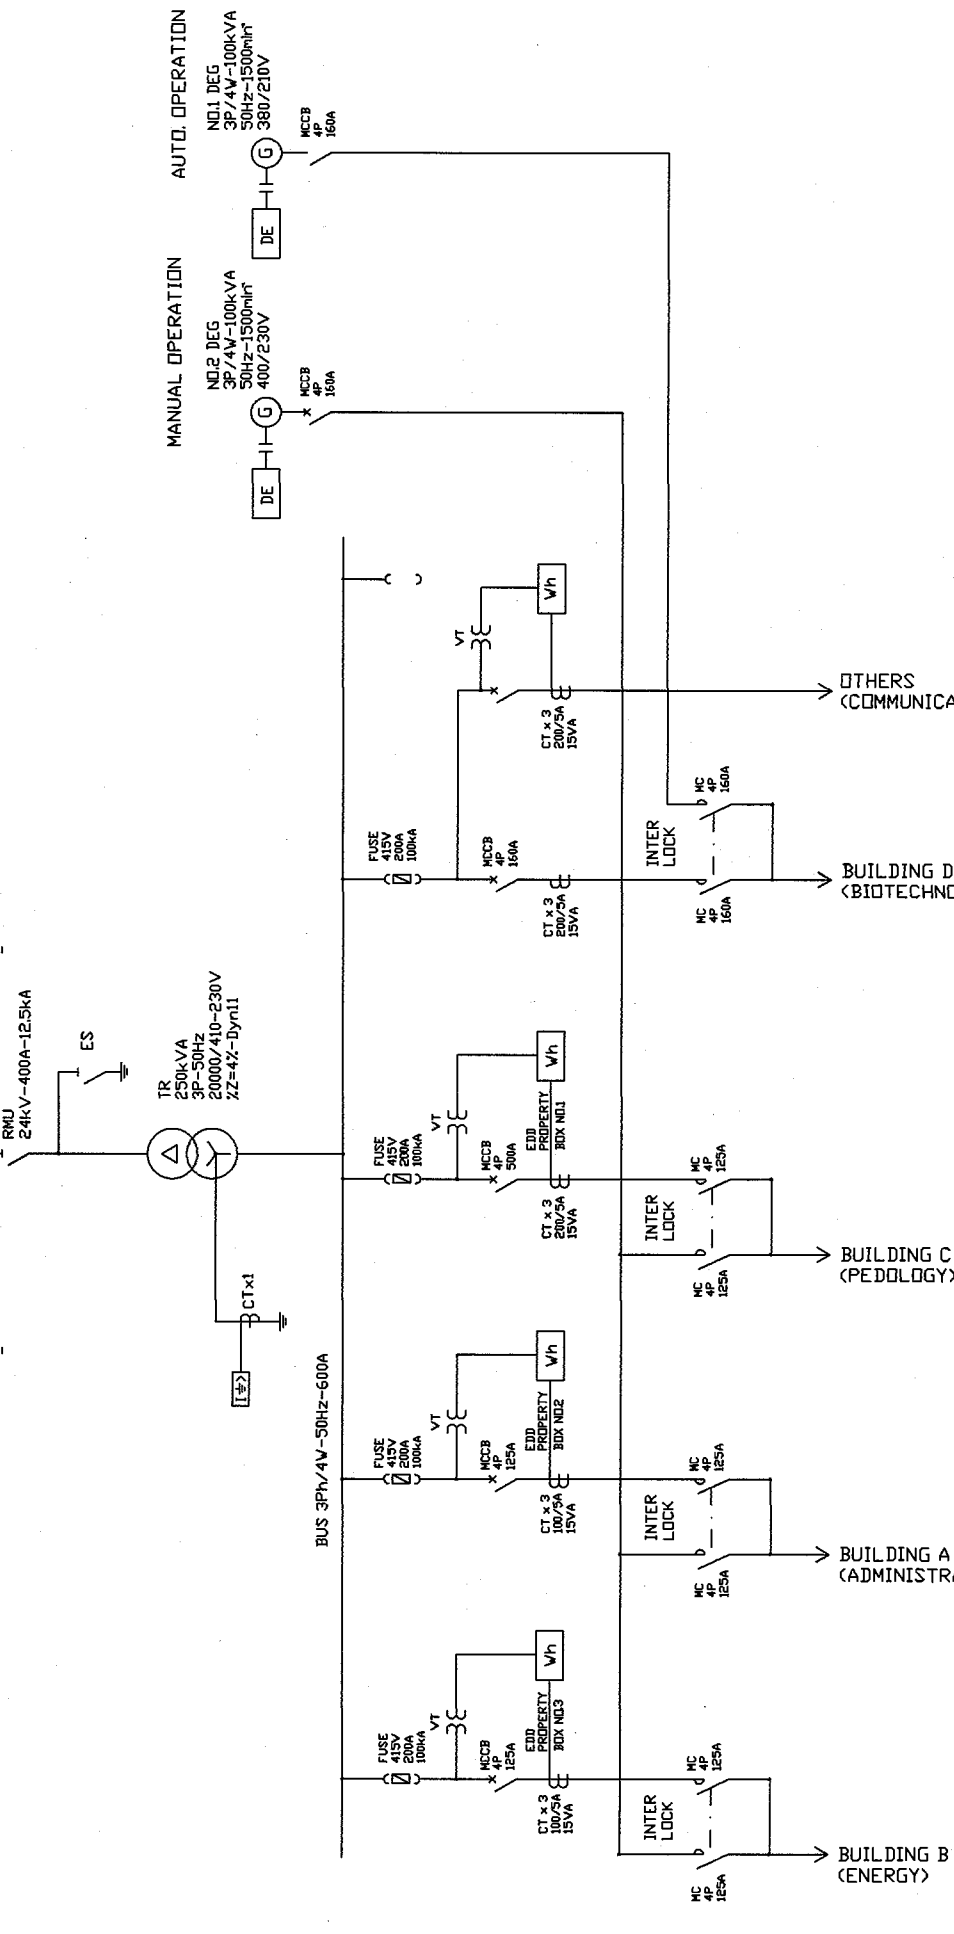 AUTO. OPERATION
NO.1 DEG
3P/4W-100kVA
50Hz-1500min⁻
380/210V
MCCB
4P
160A
G
DE
MANUAL OPERATION
NO.2 DEG
3P/4W-100kVA
50Hz-1500min⁻
400/230V
MCCB
4P
160A
G
DE
VT
Wh
CT x 3
200/5A
15VA
OTHERS
(COMMUNICA
FUSE
415V
200A
100kA
MCCB
4P
160A
CT x 3
200/5A
15VA
INTER
LOCK
MC
4P
160A
MC
4P
160A
BUILDING D
(BIOTECHNO
RMU
24kV-400A-12.5kA
ES
TR
250kVA
3P-50Hz
20000/410-230V
%Z=4%-Dyn11
CTx1
I
BUS 3Ph/4W-50Hz-600A
FUSE
415V
200A
100kA
VT
MCCB
4P
500A
Wh
EDD
PROPERTY
BOX NO.1
CT x 3
200/5A
15VA
INTER
LOCK
MC
4P
125A
MC
4P
125A
BUILDING C
(PEDOLOGY)
FUSE
415V
200A
100kA
VT
MCCB
4P
125A
Wh
EDD
PROPERTY
BOX NO.2
CT x 3
100/5A
15VA
INTER
LOCK
MC
4P
125A
MC
4P
125A
BUILDING A
(ADMINISTRA
FUSE
415V
200A
100kA
VT
MCCB
4P
125A
Wh
EDD
PROPERTY
BOX NO.3
CT x 3
100/5A
15VA
INTER
LOCK
MC
4P
125A
MC
4P
125A
BUILDING B
(ENERGY)